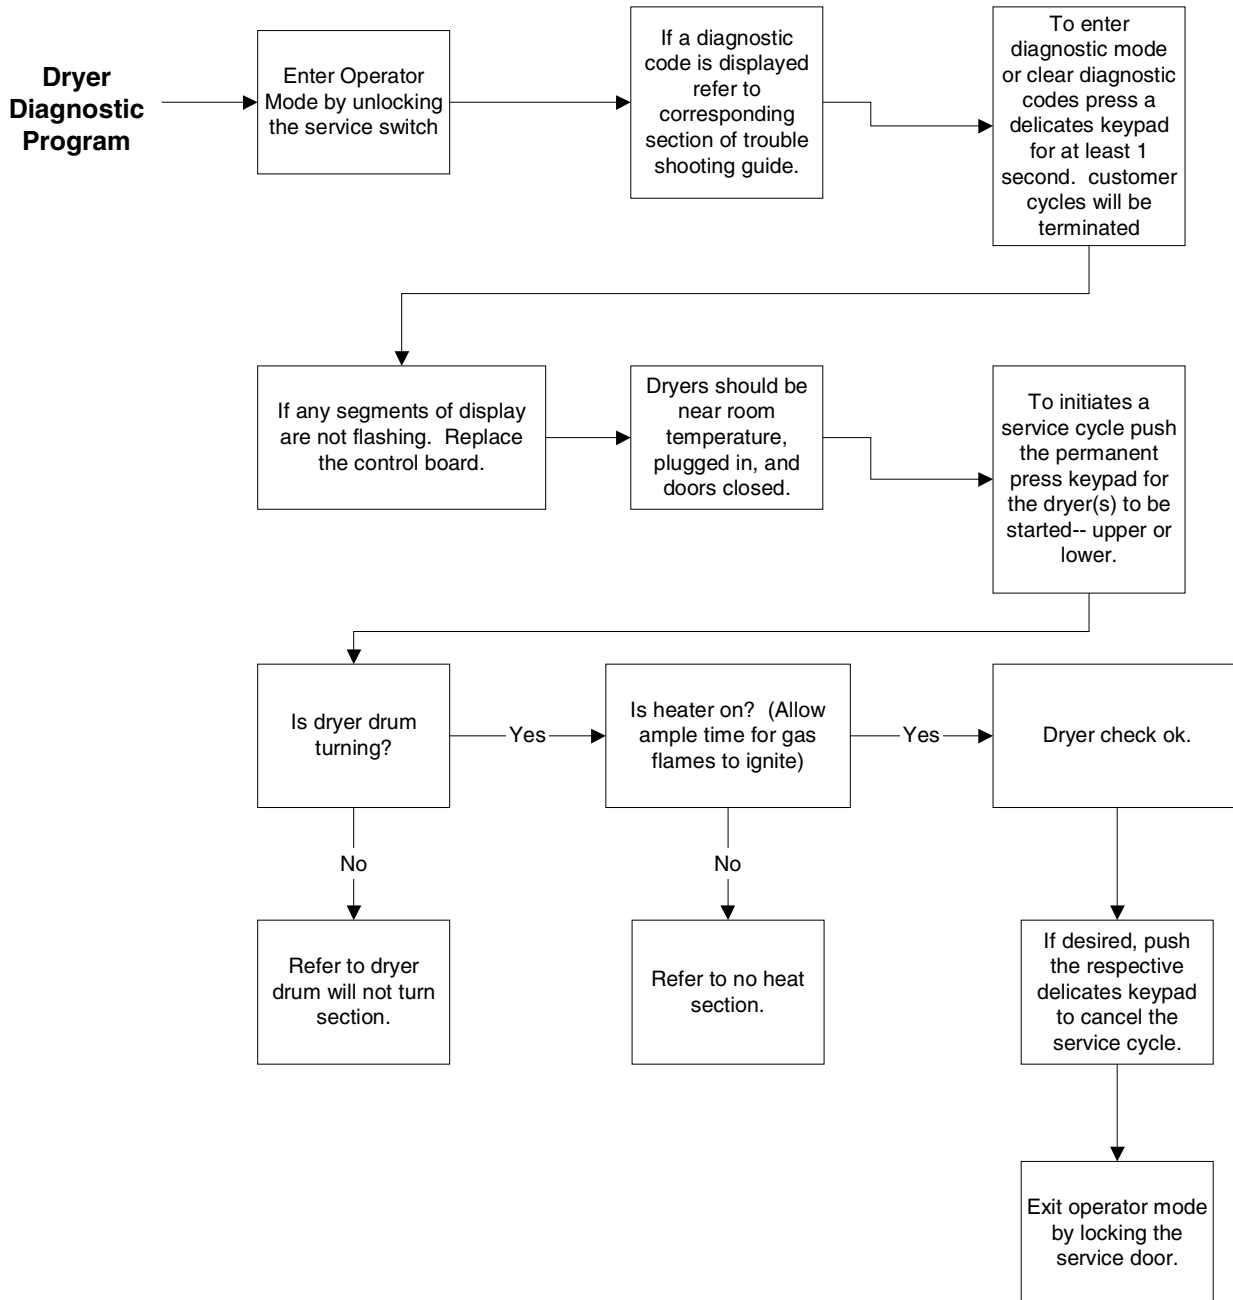 Dryer
Diagnostic
Program
Enter Operator
Mode by unlocking
the service switch
If a diagnostic
code is displayed
refer to
corresponding
section of trouble
shooting guide.
To enter
diagnostic mode
or clear diagnostic
codes press a
delicates keypad
for at least 1
second.  customer
cycles will be
terminated
If any segments of display
are not flashing.  Replace
the control board.
Dryers should be
near room
temperature,
plugged in, and
doors closed.
To initiates a
service cycle push
the permanent
press keypad for
the dryer(s) to be
started-- upper or
lower.
Is dryer drum
turning?
Yes
Is heater on?  (Allow
ample time for gas
flames to ignite)
Yes
Dryer check ok.
No
No
Refer to dryer
drum will not turn
section.
Refer to no heat
section.
If desired, push
the respective
delicates keypad
to cancel the
service cycle.
Exit operator mode
by locking the
service door.